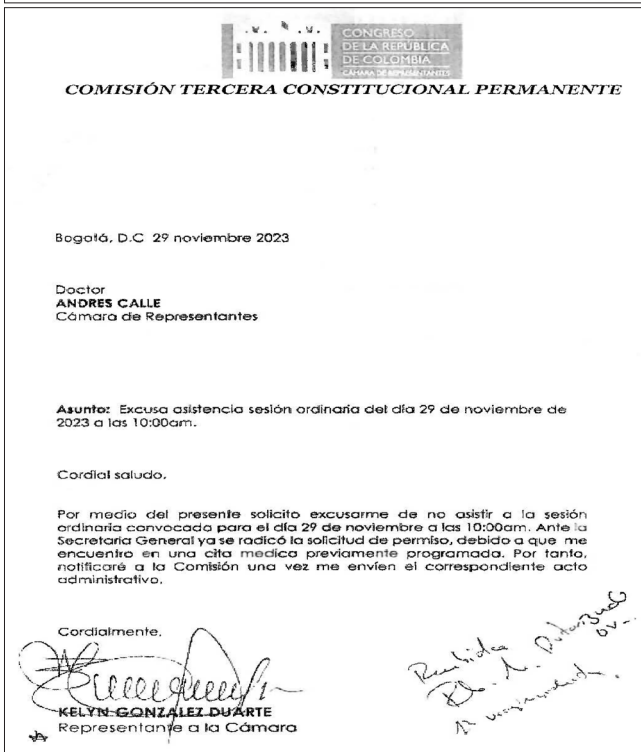 CONGRESO
DE LA REPÚBLICA
DE COLOMBIA
CÁMARA DE REPRESENTANTES
COMISIÓN TERCERA CONSTITUCIONAL PERMANENTE
Bogotá, D.C 29 noviembre 2023
Doctor
ANDRES CALLE
Cámara de Representantes
Asunto: Excusa asistencia sesión ordinaria del día 29 de noviembre de
2023 a las 10:00am.
Cordial saludo,
Por medio del presente solicito excusarme de no asistir a la sesión
ordinaria convocada para el día 29 de noviembre a las 10:00am. Ante la
Secretaria General ya se radicó la solicitud de permiso, debido a que me
encuentro en una cita medica previamente programada. Por tanto,
notificaré a la Comisión una vez me envíen el correspondiente acto
administrativo.
Cordialmente,
KELYN GONZÁLEZ DUARTE
Representante a la Cámara